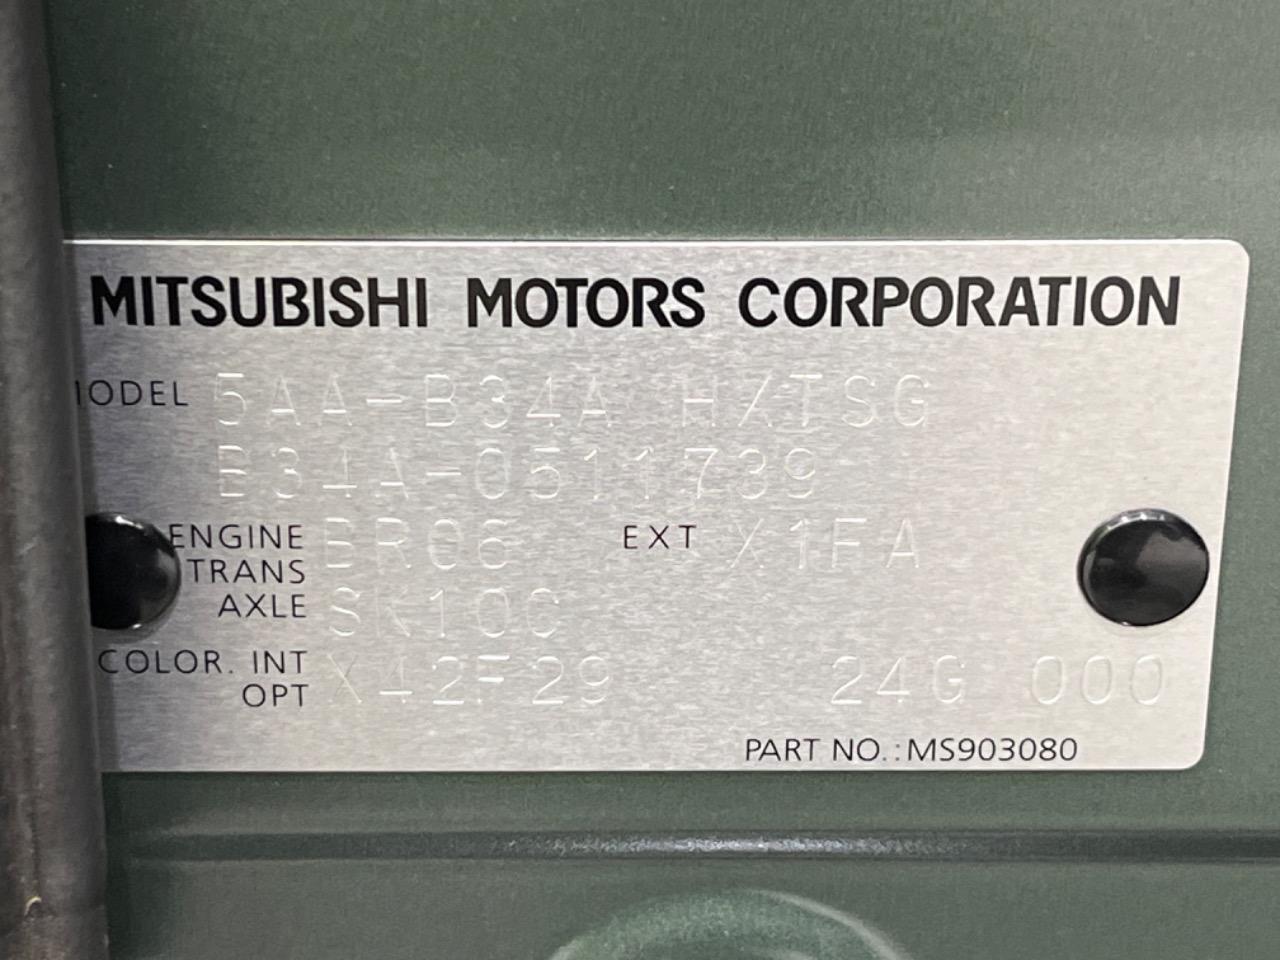 MITSUBISHI MOTORS CORPORATION
MODEL 5AA-B34A HXTSG
B34A-0511739
ENGINE BR06 EXT X1FA
TRANS
AXLE SK10C
COLOR. INT
OPT X42F29 24G 000
PART NO.: MS903080